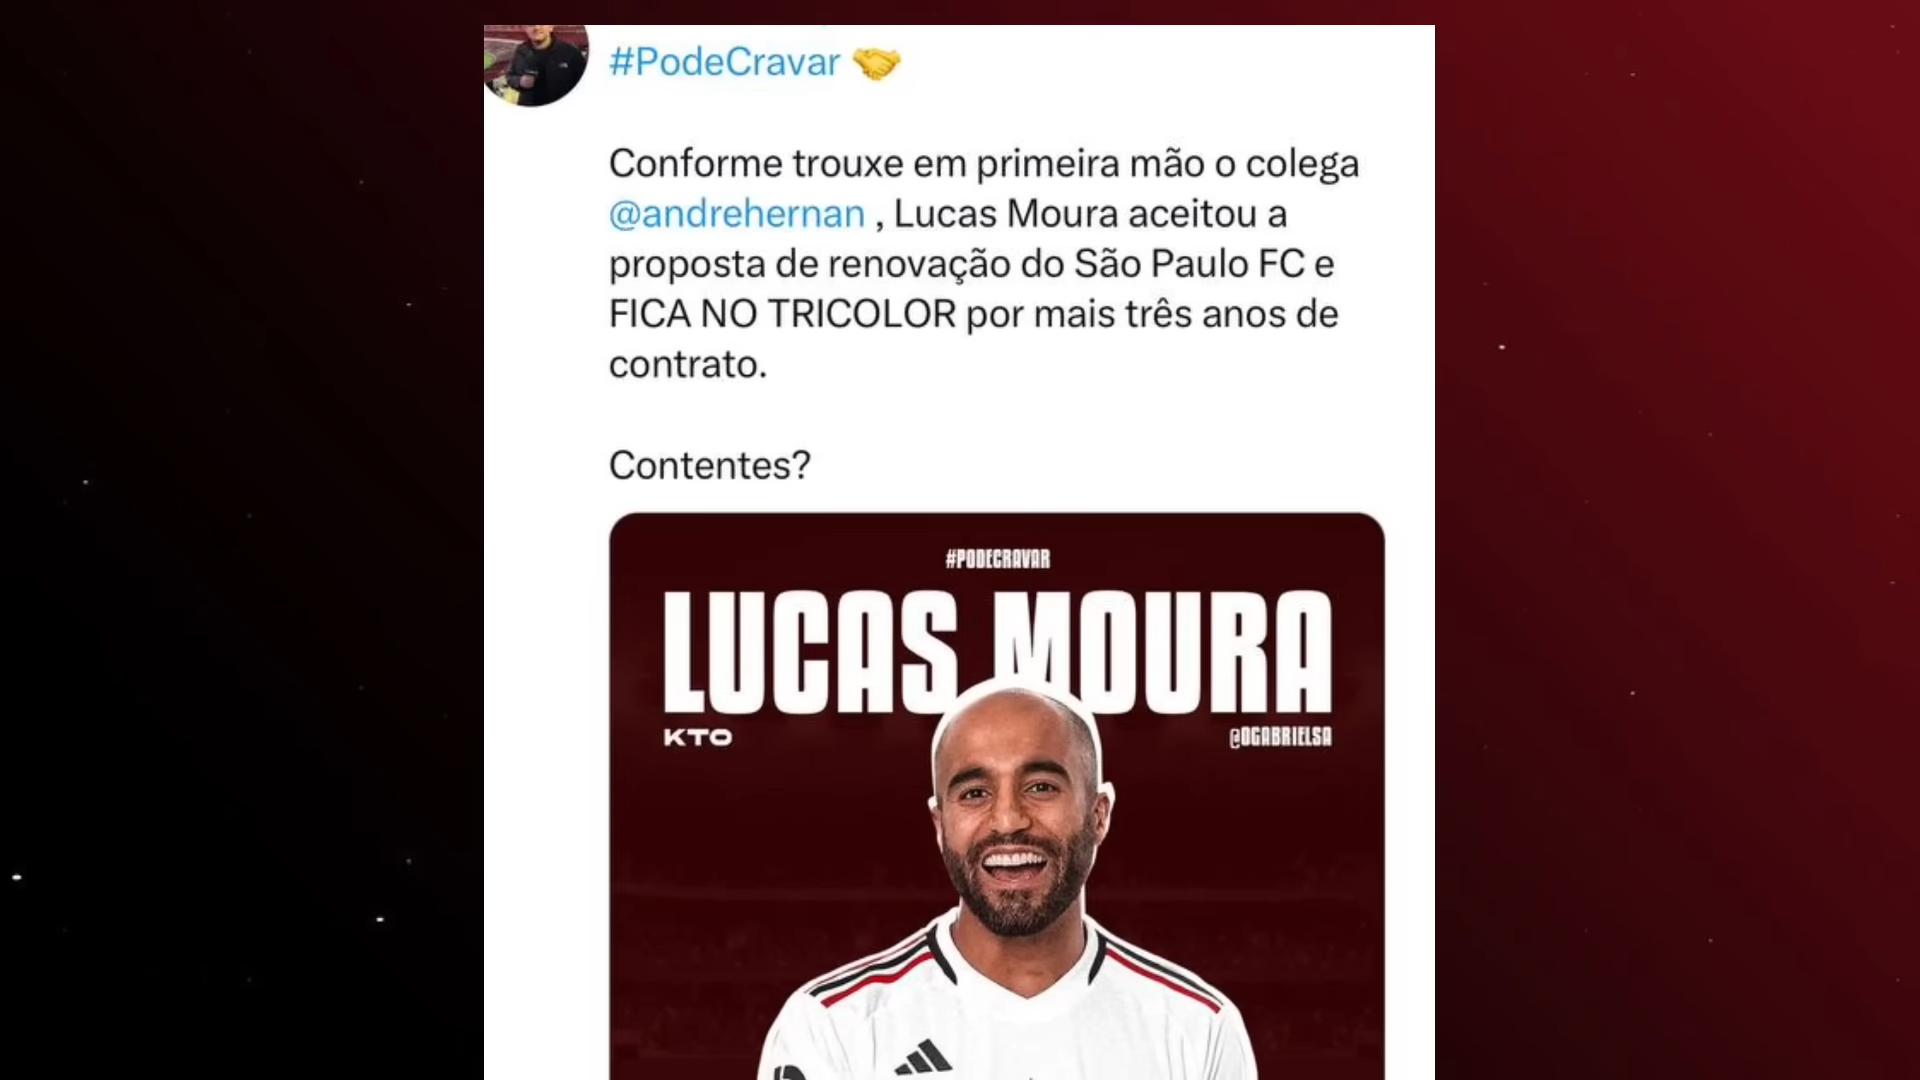 #PodeCravar 🤝
Conforme trouxe em primeira mão o colega
@andrehernan , Lucas Moura aceitou a
proposta de renovação do São Paulo FC e
FICA NO TRICOLOR por mais três anos de
contrato.
Contentes?
#PODECRAVAR
LUCAS MOURA
KTO
@OGABRIELSA